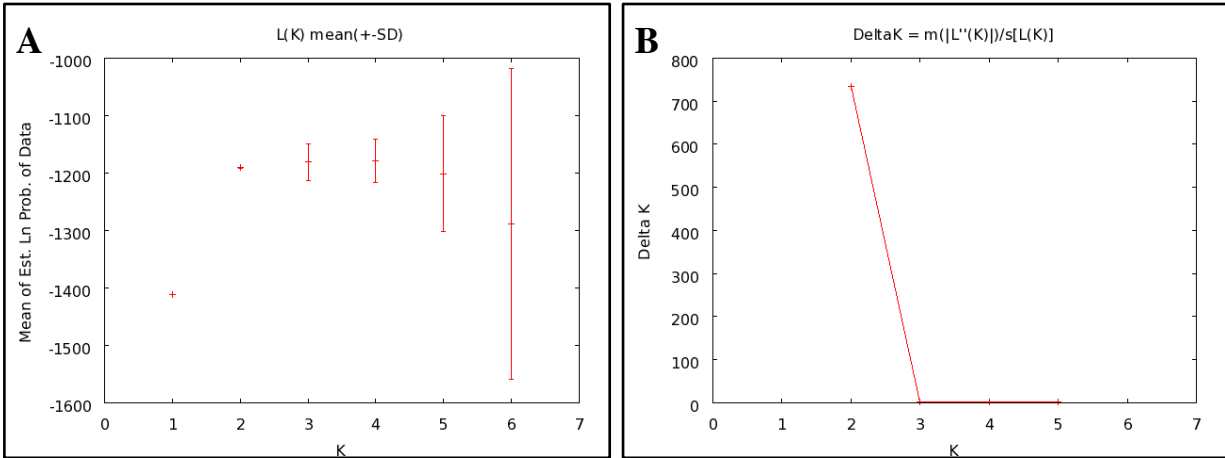 A
L(K) mean(+-SD)
Mean of Est. Ln Prob. of Data
-1000
-1100
-1200
-1300
-1400
-1500
-1600
0 1 2 3 4 5 6 7
K
B
DeltaK = m(|L''(K)|)/s[L(K)]
Delta K
800
700
600
500
400
300
200
100
0
0 1 2 3 4 5 6 7
K